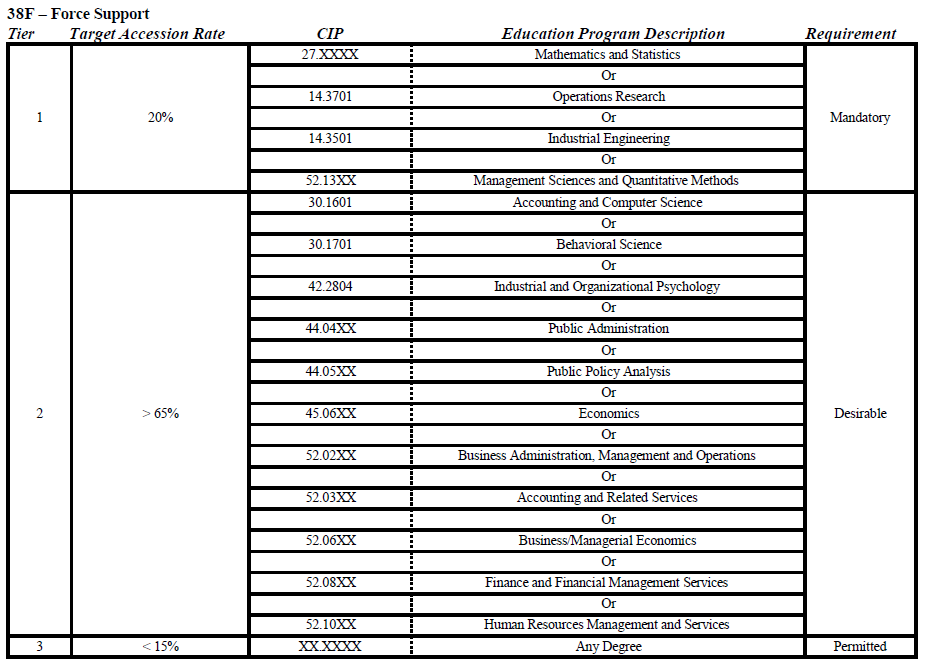 38F – Force Support
Tier Target Accession Rate CIP Education Program Description Requirement
27.XXXX Mathematics and Statistics
Or
14.3701 Operations Research
1 20% Or Mandatory
14.3501 Industrial Engineering
Or
52.13XX Management Sciences and Quantitative Methods
30.1601 Accounting and Computer Science
Or
30.1701 Behavioral Science
Or
42.2804 Industrial and Organizational Psychology
Or
44.04XX Public Administration
Or
44.05XX Public Policy Analysis
Or
2 > 65% 45.06XX Economics Desirable
Or
52.02XX Business Administration, Management and Operations
Or
52.03XX Accounting and Related Services
Or
52.06XX Business/Managerial Economics
Or
52.08XX Finance and Financial Management Services
Or
52.10XX Human Resources Management and Services
3 < 15% XX.XXXX Any Degree Permitted